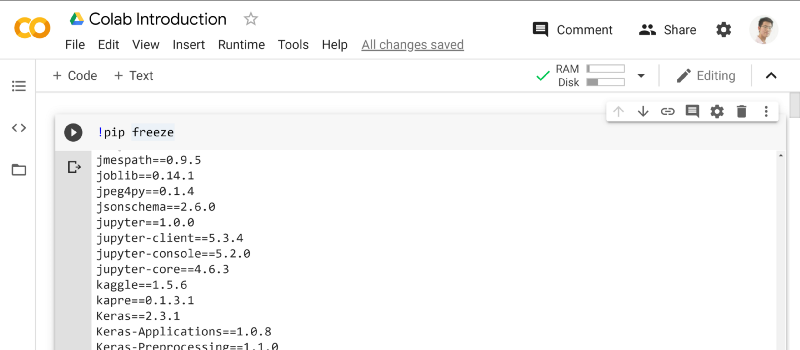 Colab Introduction
Comment
Share
File Edit View Insert Runtime Tools Help All changes saved
+ Code + Text
RAM
Disk
Editing
!pip freeze
jmespath==0.9.5
joblib==0.14.1
jpeg4py==0.1.4
jsonschema==2.6.0
jupyter==1.0.0
jupyter-client==5.3.4
jupyter-console==5.2.0
jupyter-core==4.6.3
kaggle==1.5.6
kapre==0.1.3.1
Keras==2.3.1
Keras-Applications==1.0.8
Keras-Preprocessing==1.1.0